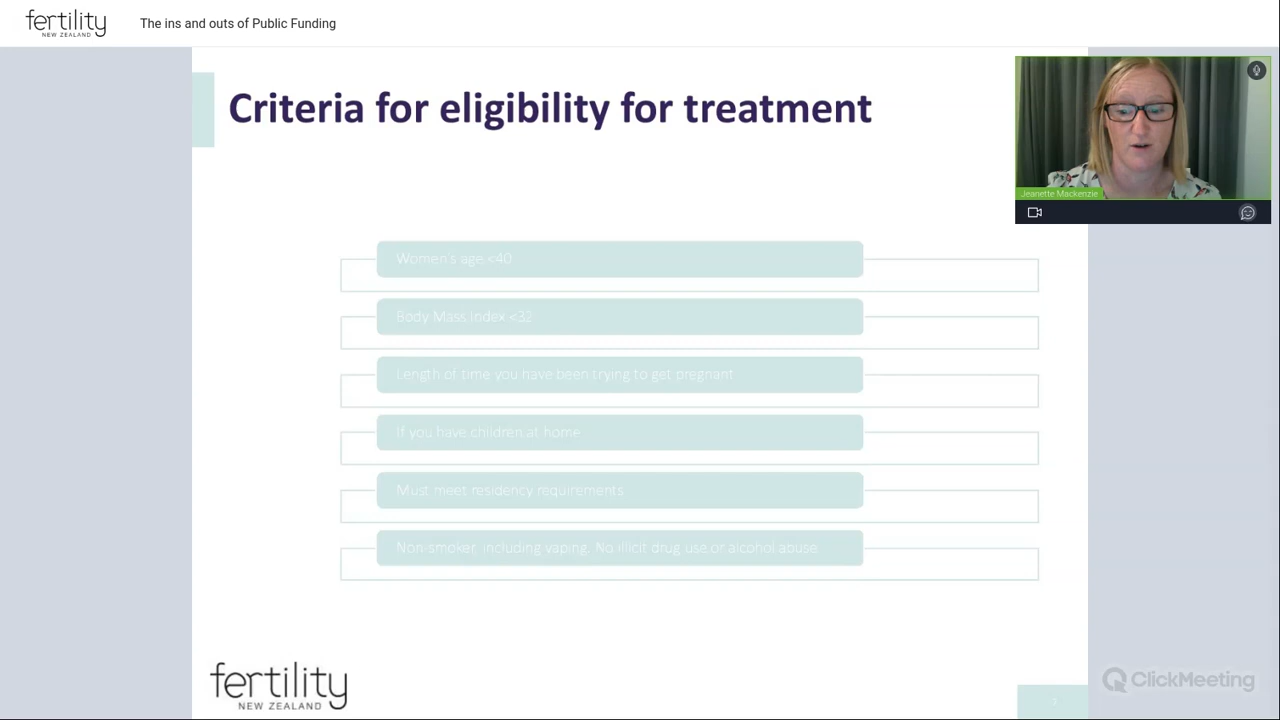 fertility
NEW ZEALAND
The ins and outs of Public Funding
Criteria for eligibility for treatment
Jeanette Mackenzie
Women's age <40
Body Mass Index <32
Length of time you have been trying to get pregnant
If you have children at home
Must meet residency requirements
Non-smoker, including vaping. No illicit drug use or alcohol abuse
fertility
NEW ZEALAND
ClickMeeting